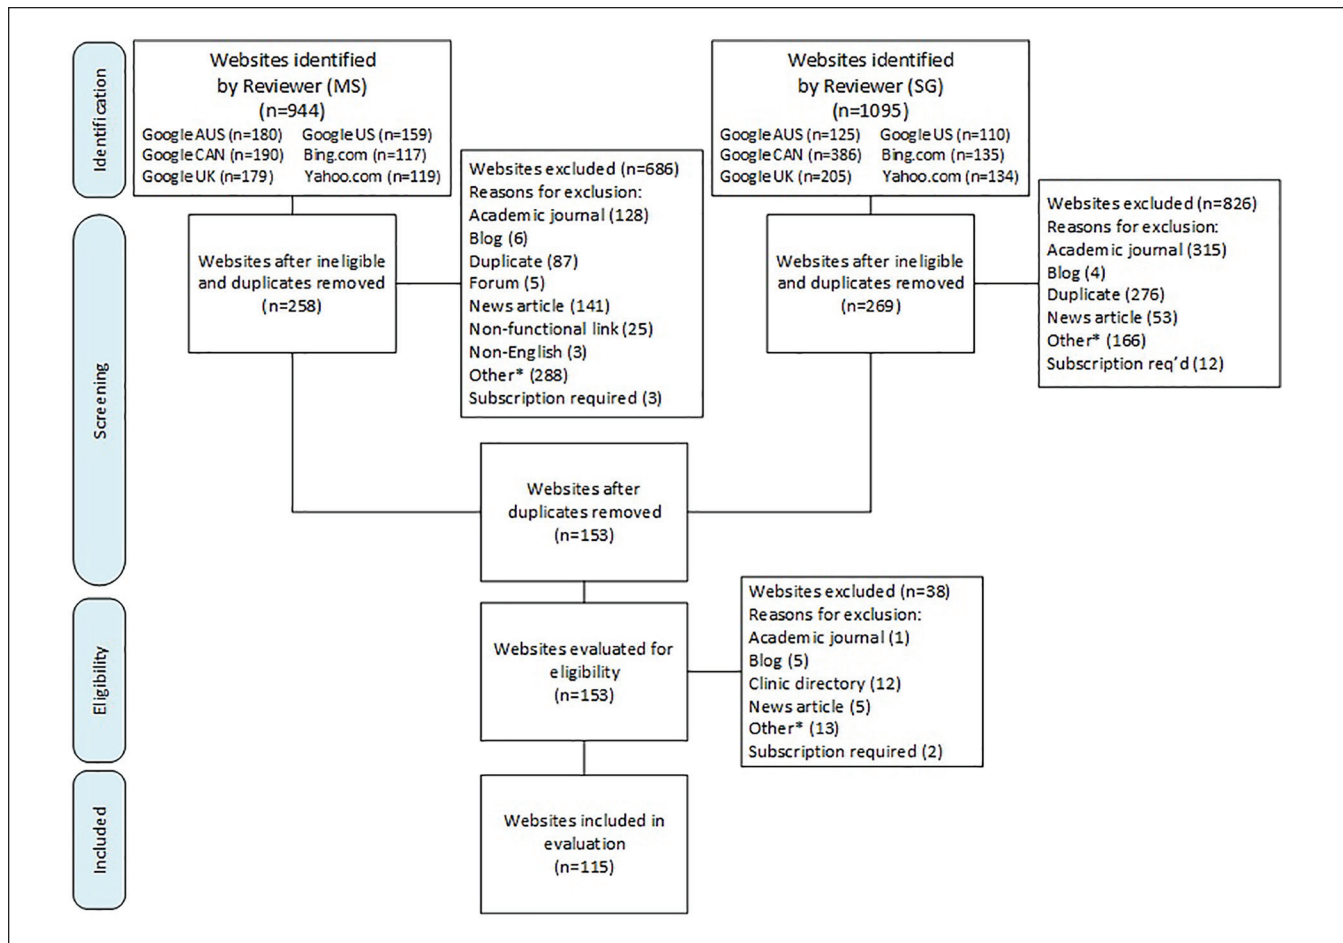 Identification
Websites identified
by Reviewer (MS)
(n=944)
Google AUS (n=180) Google US (n=159)
Google CAN (n=190) Bing.com (n=117)
Google UK (n=179) Yahoo.com (n=119)
Websites identified
by Reviewer (SG)
(n=1095)
Google AUS (n=125) Google US (n=110)
Google CAN (n=386) Bing.com (n=135)
Google UK (n=205) Yahoo.com (n=134)
Screening
Websites after ineligible
and duplicates removed
(n=258)
Websites excluded (n=686)
Reasons for exclusion:
Academic journal (128)
Blog (6)
Duplicate (87)
Forum (5)
News article (141)
Non-functional link (25)
Non-English (3)
Other* (288)
Subscription required (3)
Websites after ineligible
and duplicates removed
(n=269)
Websites excluded (n=826)
Reasons for exclusion:
Academic journal (315)
Blog (4)
Duplicate (276)
News article (53)
Other* (166)
Subscription req’d (12)
Websites after
duplicates removed
(n=153)
Eligibility
Websites evaluated for
eligibility
(n=153)
Websites excluded (n=38)
Reasons for exclusion:
Academic journal (1)
Blog (5)
Clinic directory (12)
News article (5)
Other* (13)
Subscription required (2)
Included
Websites included in
evaluation
(n=115)